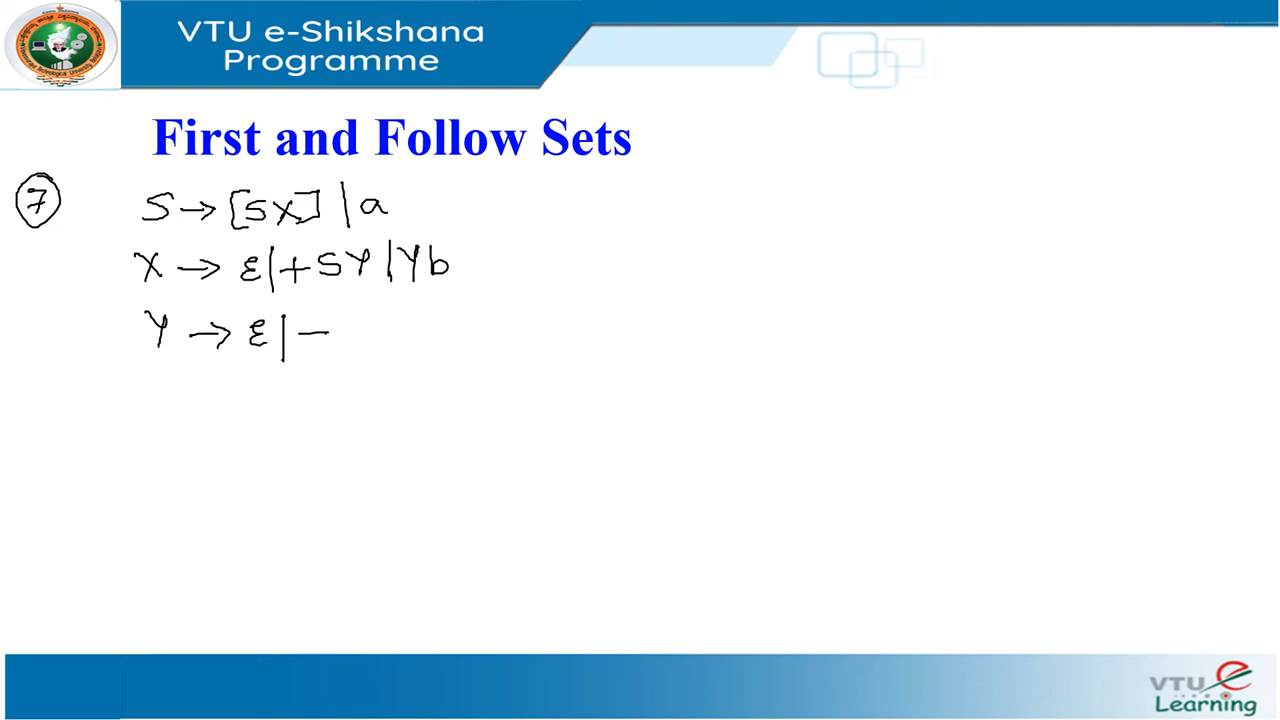 VTU e-Shikshana
Programme
First and Follow Sets
7
S → [SX] | a
X → ε | + SY | Yb
Y → ε | −
VTU e
Learning